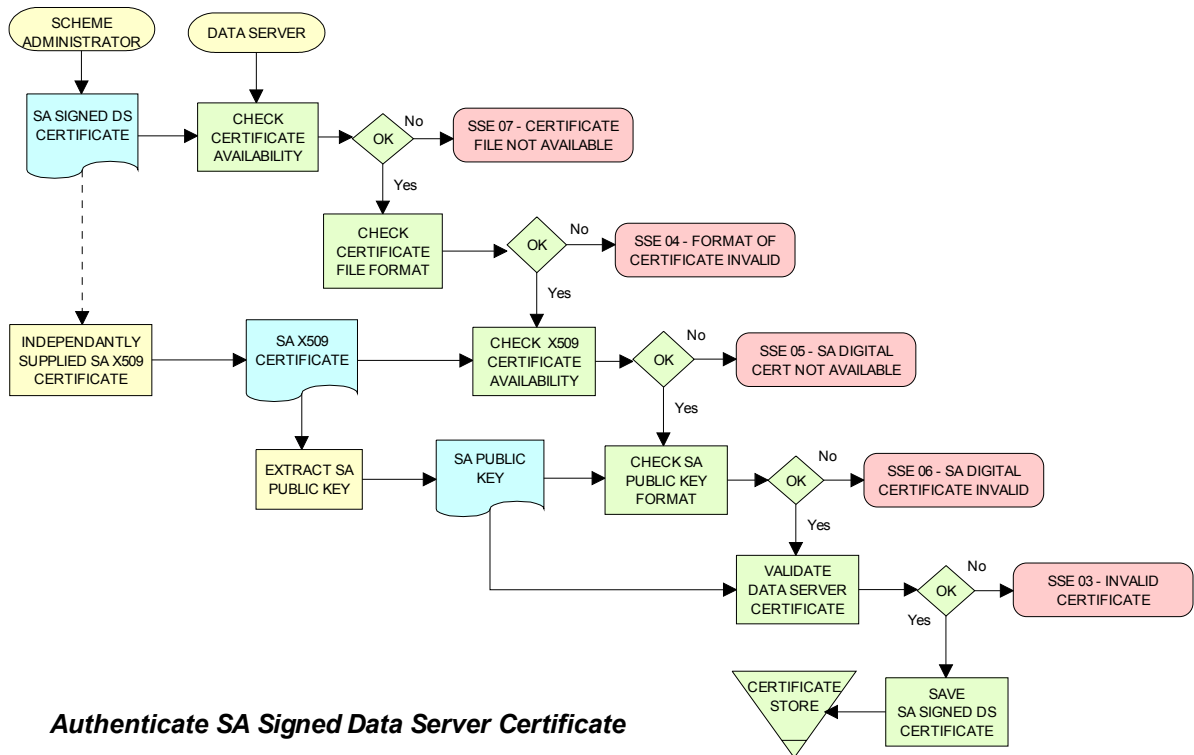 SCHEME
ADMINISTRATOR
DATA SERVER
SA SIGNED DS
CERTIFICATE
CHECK
CERTIFICATE
AVAILABILITY
OK
No
SSE 07 - CERTIFICATE
FILE NOT AVAILABLE
Yes
CHECK
CERTIFICATE
FILE FORMAT
OK
No
SSE 04 - FORMAT OF
CERTIFICATE INVALID
Yes
INDEPENDANTLY
SUPPLIED SA X509
CERTIFICATE
SA X509
CERTIFICATE
CHECK X509
CERTIFICATE
AVAILABILITY
OK
No
SSE 05 - SA DIGITAL
CERT NOT AVAILABLE
Yes
EXTRACT SA
PUBLIC KEY
SA PUBLIC
KEY
CHECK SA
PUBLIC KEY
FORMAT
OK
No
SSE 06 - SA DIGITAL
CERTIFICATE INVALID
Yes
VALIDATE
DATA SERVER
CERTIFICATE
OK
No
SSE 03 - INVALID
CERTIFICATE
Yes
CERTIFICATE
STORE
SAVE
SA SIGNED DS
CERTIFICATE
Authenticate SA Signed Data Server Certificate